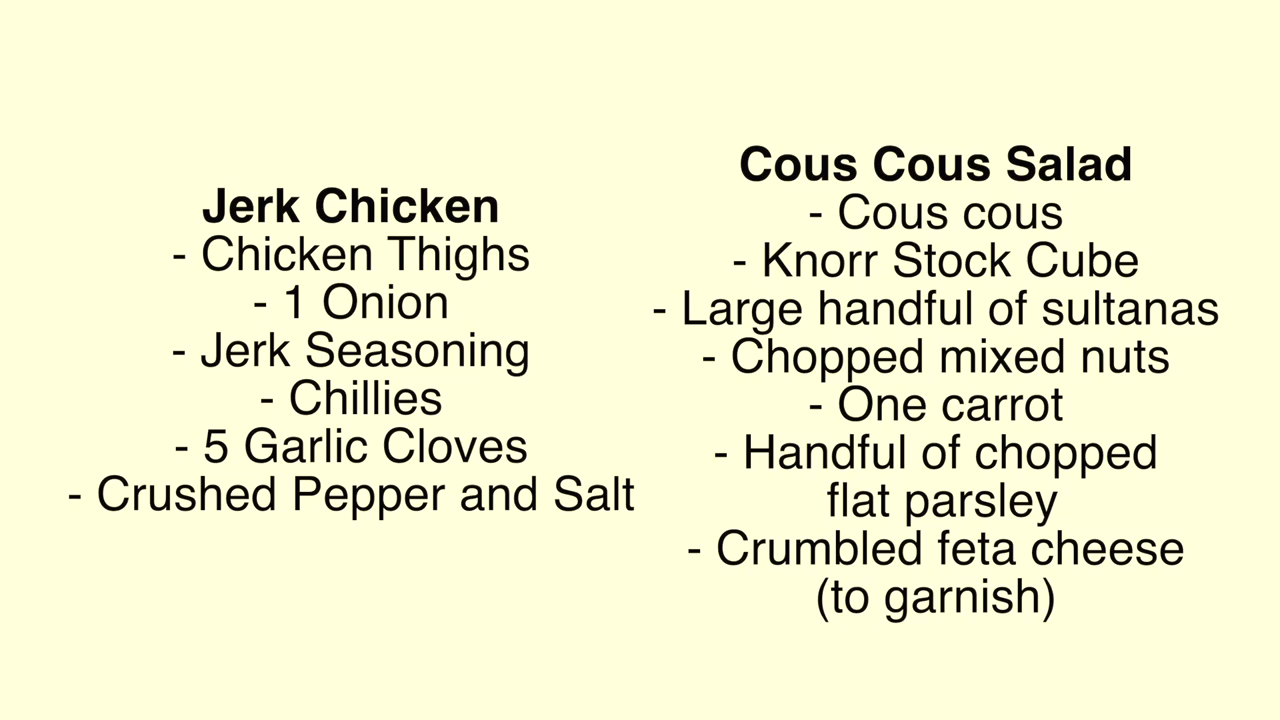 Jerk Chicken
- Chicken Thighs
- 1 Onion
- Jerk Seasoning
- Chillies
- 5 Garlic Cloves
- Crushed Pepper and Salt
Cous Cous Salad
- Cous cous
- Knorr Stock Cube
- Large handful of sultanas
- Chopped mixed nuts
- One carrot
- Handful of chopped
flat parsley
- Crumbled feta cheese
(to garnish)